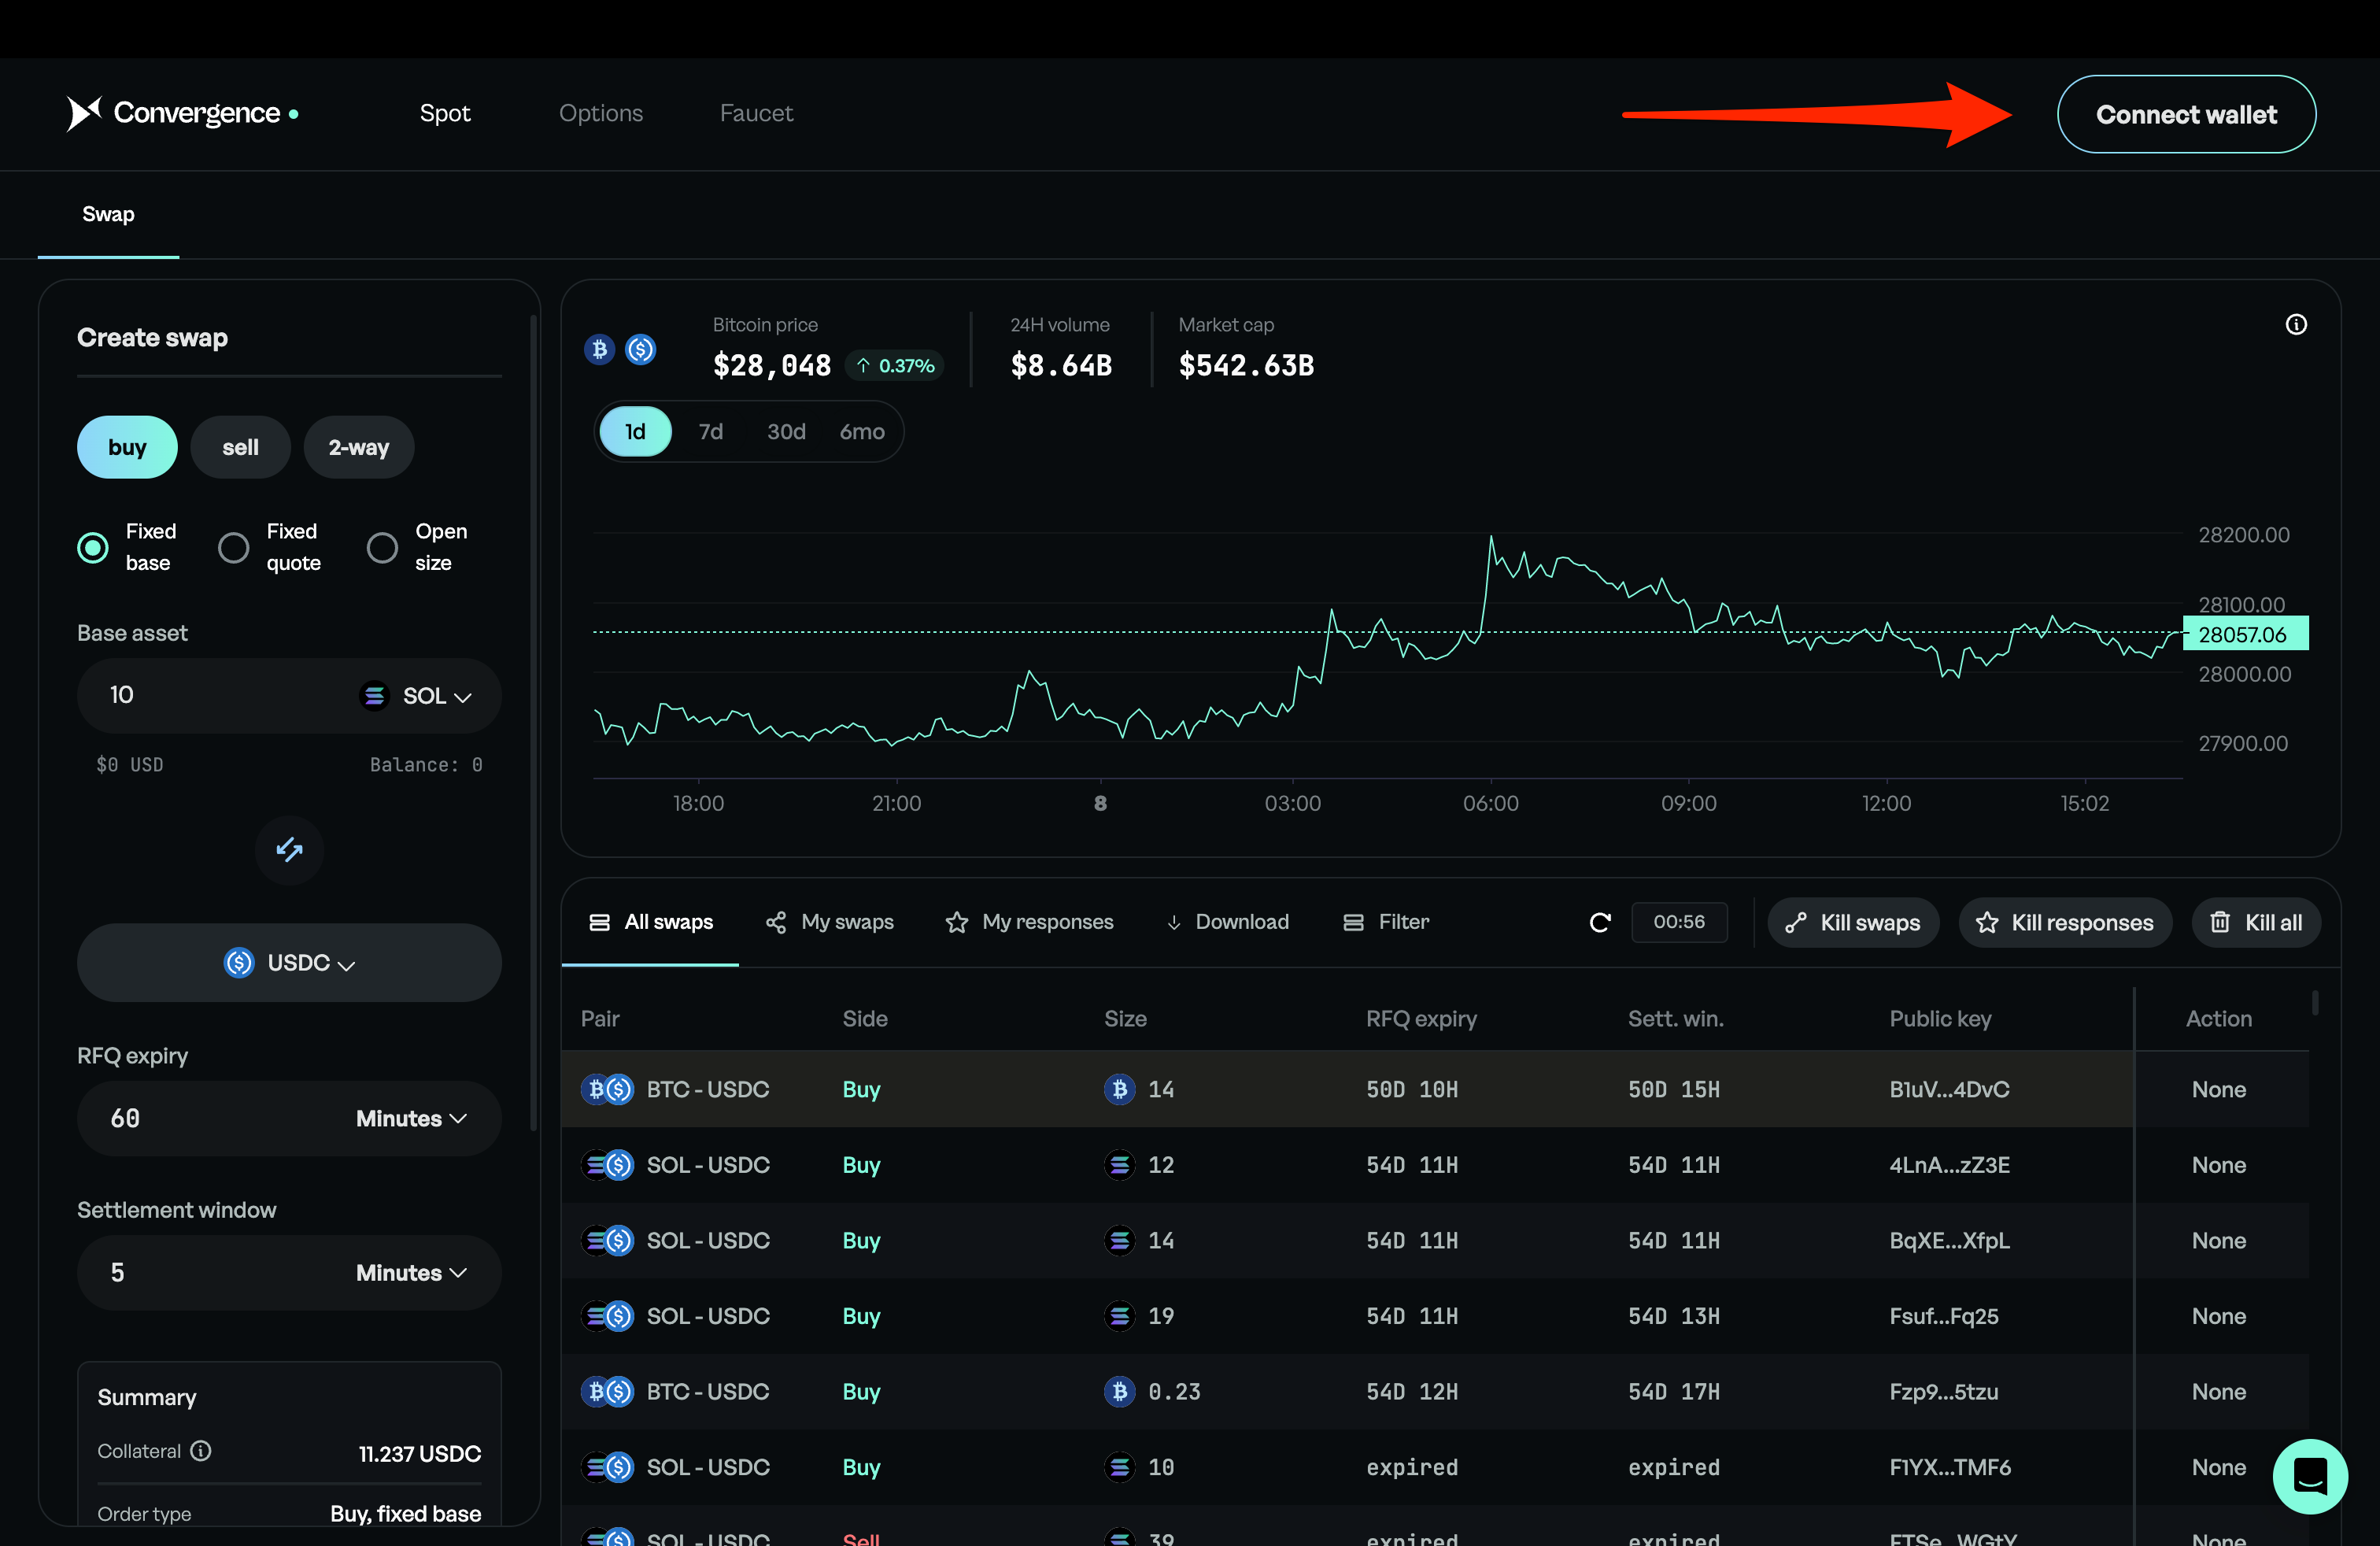 Convergence
Spot
Options
Faucet
Connect wallet
Swap
Create swap
buy
sell
2-way
Fixed base
Fixed quote
Open size
Base asset
10
SOL
$0 USD
Balance: 0
USDC
RFQ expiry
60
Minutes
Settlement window
5
Minutes
Summary
Collateral
11.237 USDC
Order type
Buy, fixed base
Bitcoin price
$28,048
0.37%
24H volume
$8.64B
Market cap
$542.63B
1d
7d
30d
6mo
28200.00
28100.00
28057.06
28000.00
27900.00
18:00
21:00
8
03:00
06:00
09:00
12:00
15:02
All swaps
My swaps
My responses
Download
Filter
00:56
Kill swaps
Kill responses
Kill all
Pair Side Size RFQ expiry Sett. win. Public key Action
BTC - USDC Buy 14 50D 10H 50D 15H B1uV...4DvC None
SOL - USDC Buy 12 54D 11H 54D 11H 4LnA...zZ3E None
SOL - USDC Buy 14 54D 11H 54D 11H BqXE...XfpL None
SOL - USDC Buy 19 54D 11H 54D 13H Fsuf...Fq25 None
BTC - USDC Buy 0.23 54D 12H 54D 17H Fzp9...5tzu None
SOL - USDC Buy 10 expired expired F1YX...TMF6 None
SOL - USDC Sell 39 expired expired None